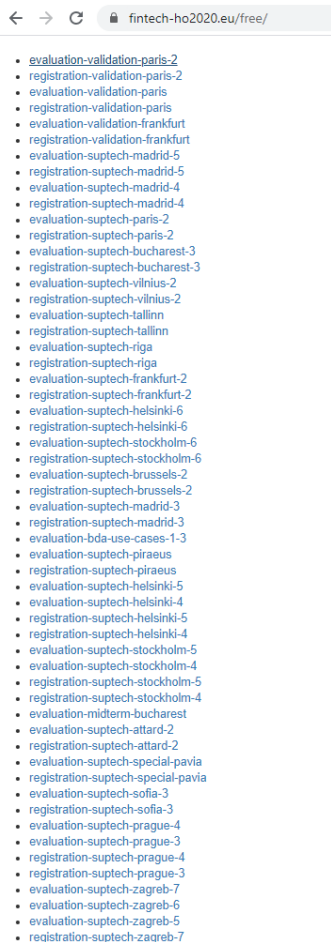 fintech-ho2020.eu/free/
evaluation-validation-paris-2
registration-validation-paris-2
evaluation-validation-paris
registration-validation-paris
evaluation-validation-frankfurt
registration-validation-frankfurt
evaluation-suptech-madrid-5
registration-suptech-madrid-5
evaluation-suptech-madrid-4
registration-suptech-madrid-4
evaluation-suptech-paris-2
registration-suptech-paris-2
evaluation-suptech-bucharest-3
registration-suptech-bucharest-3
evaluation-suptech-vilnius-2
registration-suptech-vilnius-2
evaluation-suptech-tallinn
registration-suptech-tallinn
evaluation-suptech-riga
registration-suptech-riga
evaluation-suptech-frankfurt-2
registration-suptech-frankfurt-2
evaluation-suptech-helsinki-6
registration-suptech-helsinki-6
evaluation-suptech-stockholm-6
registration-suptech-stockholm-6
evaluation-suptech-brussels-2
registration-suptech-brussels-2
evaluation-suptech-madrid-3
registration-suptech-madrid-3
evaluation-bda-use-cases-1-3
evaluation-suptech-piraeus
registration-suptech-piraeus
evaluation-suptech-helsinki-5
evaluation-suptech-helsinki-4
registration-suptech-helsinki-5
registration-suptech-helsinki-4
evaluation-suptech-stockholm-5
evaluation-suptech-stockholm-4
registration-suptech-stockholm-5
registration-suptech-stockholm-4
evaluation-midterm-bucharest
evaluation-suptech-attard-2
registration-suptech-attard-2
evaluation-suptech-special-pavia
registration-suptech-special-pavia
evaluation-suptech-sofia-3
registration-suptech-sofia-3
evaluation-suptech-prague-4
evaluation-suptech-prague-3
registration-suptech-prague-4
registration-suptech-prague-3
evaluation-suptech-zagreb-7
evaluation-suptech-zagreb-6
evaluation-suptech-zagreb-5
registration-suptech-zagreb-7